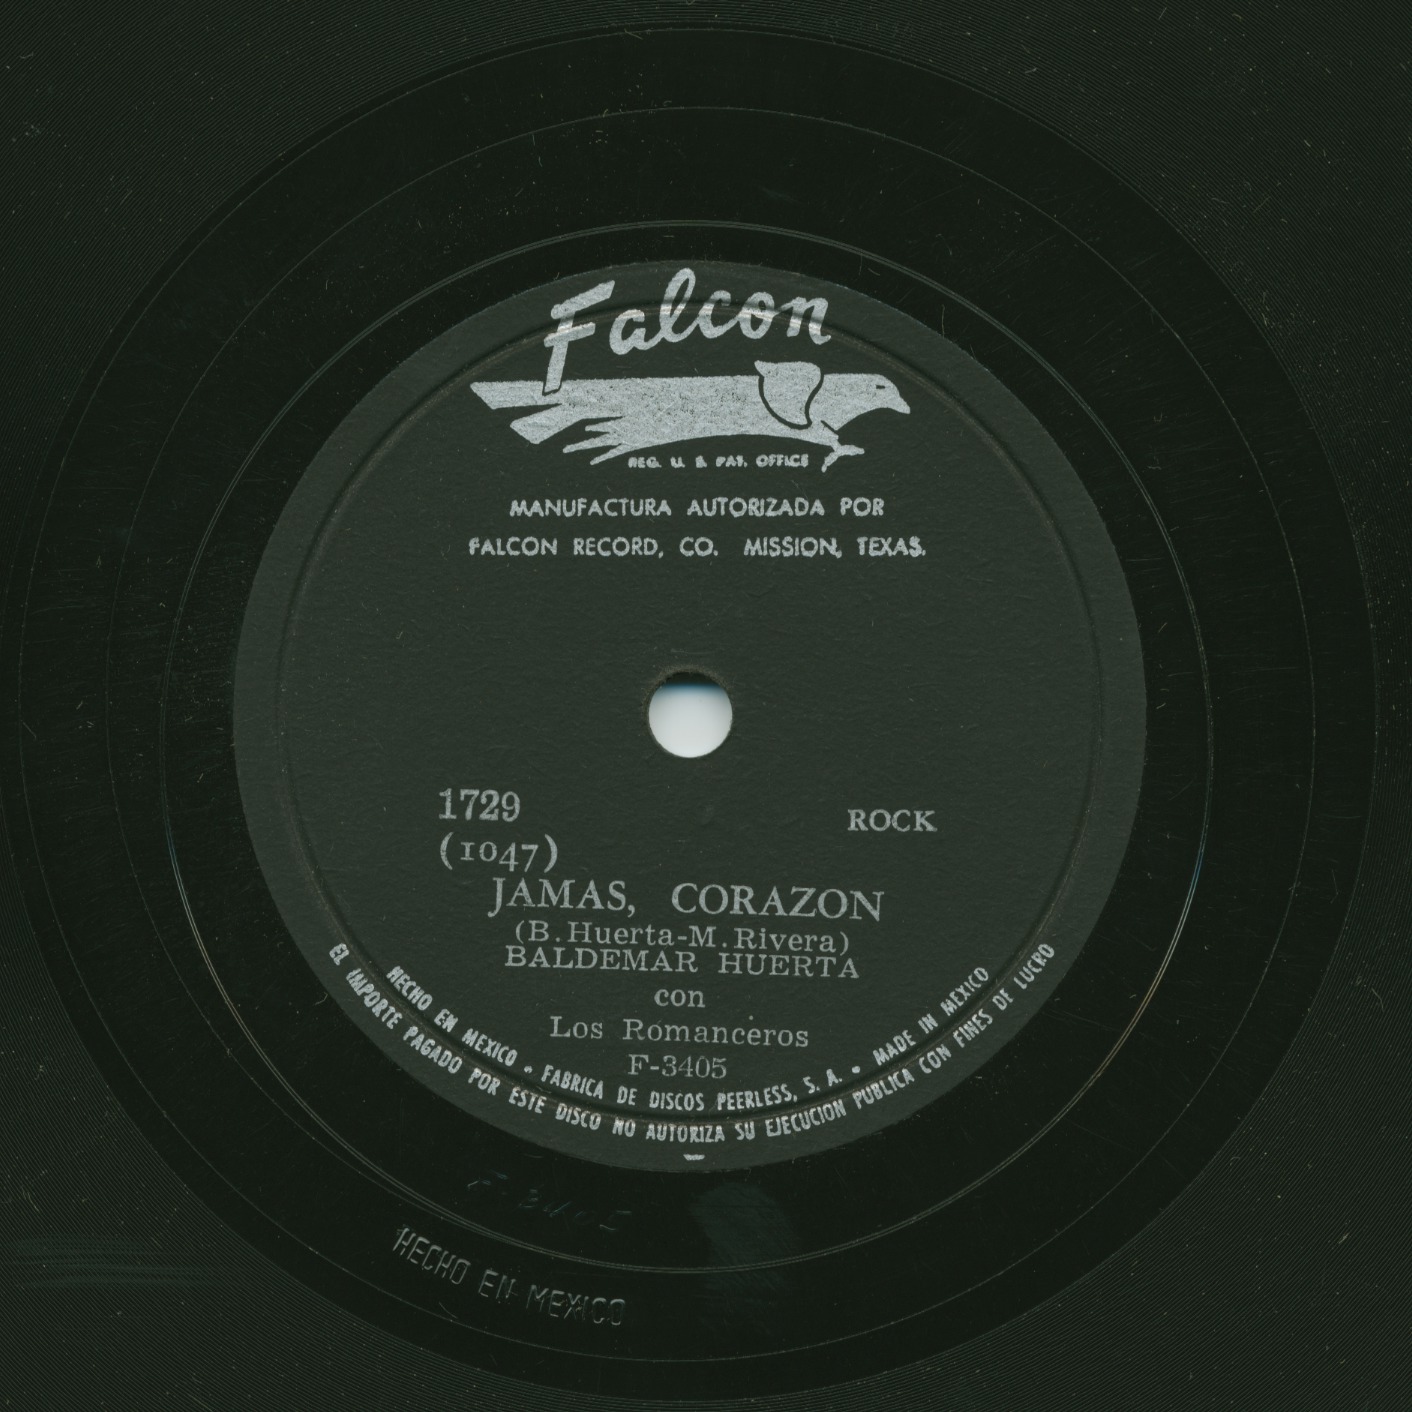 Falcon
REG. U. S. PAT. OFFICE
MANUFACTURA AUTORIZADA POR
FALCON RECORD, CO. MISSION, TEXAS.
1729
ROCK
(1047)
JAMAS, CORAZON
(B. Huerta-M. Rivera)
BALDEMAR HUERTA
con
Los Romanceros
F-3405
HECHO EN MEXICO • FABRICA DE DISCOS PEERLESS, S. A. • MADE IN MEXICO
EL IMPORTE PAGADO POR ESTE DISCO NO AUTORIZA SU EJECUCION PUBLICA CON FINES DE LUCRO
F-3405
HECHO EN MEXICO